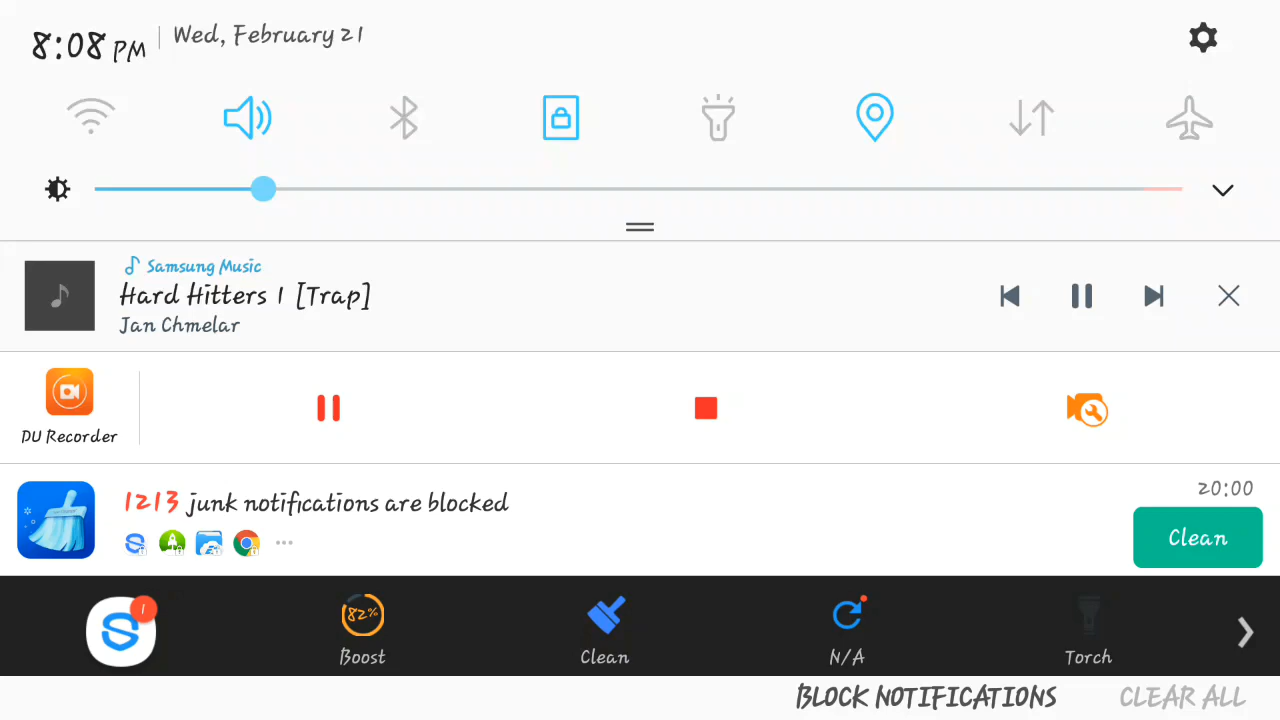 8:08 PM
Wed, February 21
Samsung Music
Hard Hitters 1 [Trap]
Jan Chmelar
DU Recorder
1213 junk notifications are blocked
20:00
Clean
82%
Boost
Clean
N/A
Torch
BLOCK NOTIFICATIONS
CLEAR ALL